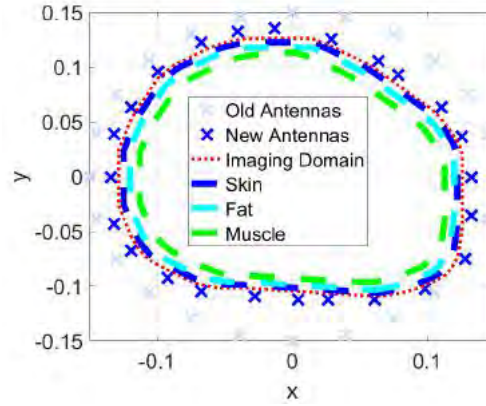 0.15
0.1
0.05
0
-0.05
-0.1
-0.15
y
Old Antennas
New Antennas
Imaging Domain
Skin
Fat
Muscle
-0.1
0
0.1
x